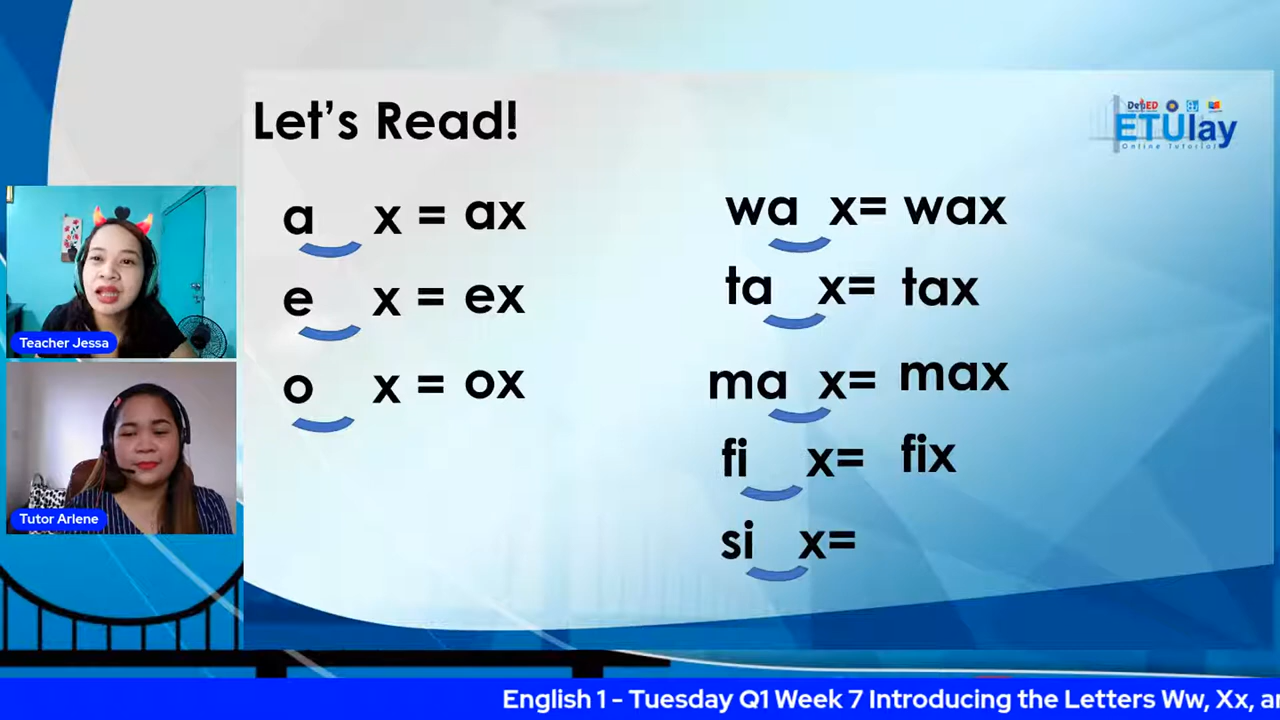 Let's Read!
DepED
ETUlay
Online Tutorial
a x = ax
e x = ex
o x = ox
wa x= wax
ta x= tax
ma x= max
fi x= fix
si x=
Teacher Jessa
Tutor Arlene
English 1 - Tuesday Q1 Week 7 Introducing the Letters Ww, Xx, a